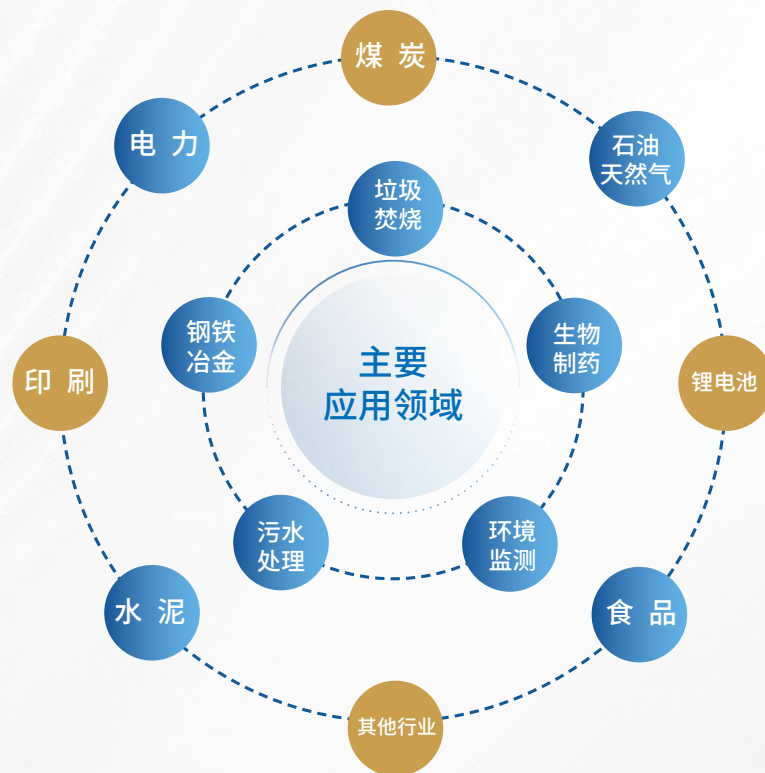 煤 炭
电 力
石油
天然气
垃圾
焚烧
钢铁
冶金
生物
制药
主要
应用领域
印 刷
锂电池
污水
处理
环境
监测
水 泥
食 品
其他行业